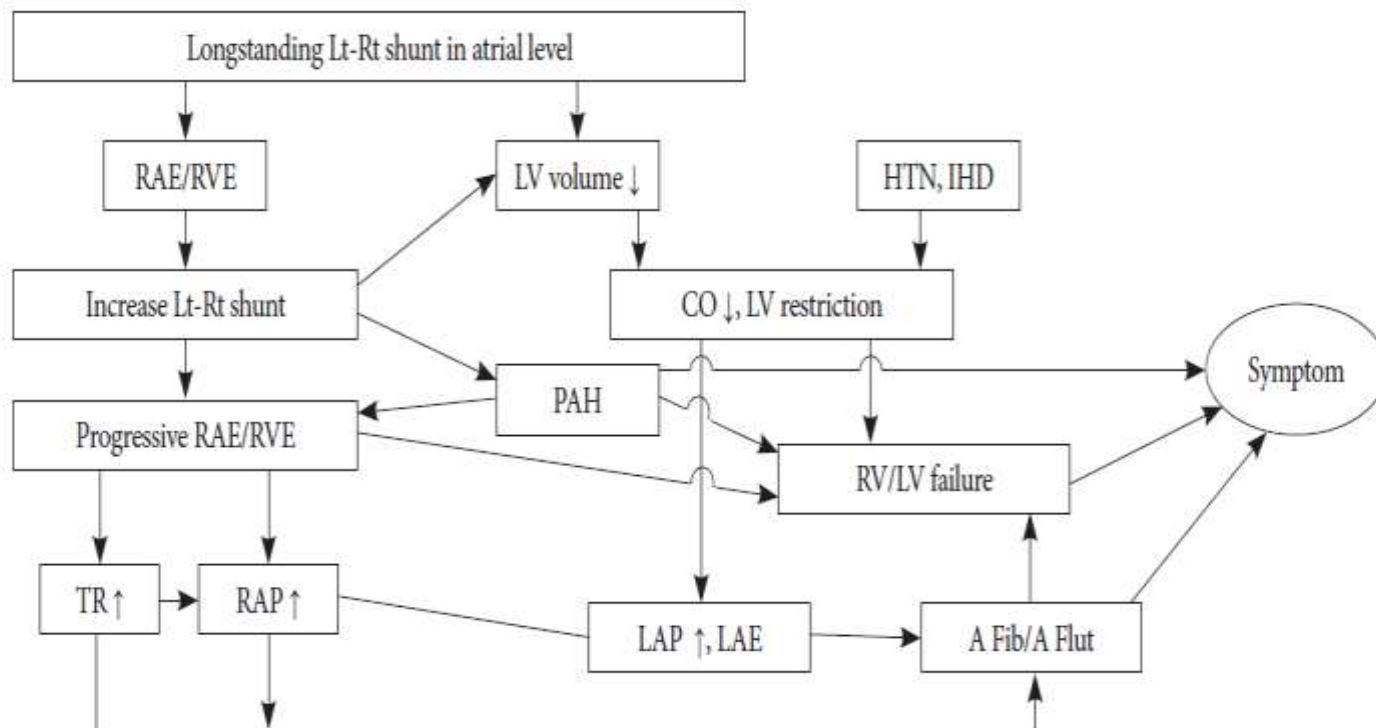 Longstanding Lt-Rt shunt in atrial level
RAE/RVE
LV volume ↓
HTN, IHD
Increase Lt-Rt shunt
CO ↓, LV restriction
PAH
Symptom
Progressive RAE/RVE
RV/LV failure
TR ↑
RAP ↑
LAP ↑, LAE
A Fib/A Flut